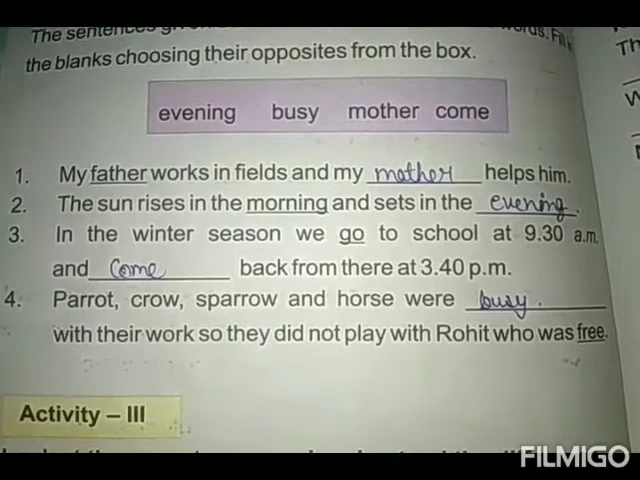 The sentences
the blanks choosing their opposites from the box.
evening busy mother come
1. My father works in fields and my mother helps him.
2. The sun rises in the morning and sets in the evening.
3. In the winter season we go to school at 9.30 a.m.
and come back from there at 3.40 p.m.
4. Parrot, crow, sparrow and horse were busy.
with their work so they did not play with Rohit who was free.
Activity – III
FILMIGO